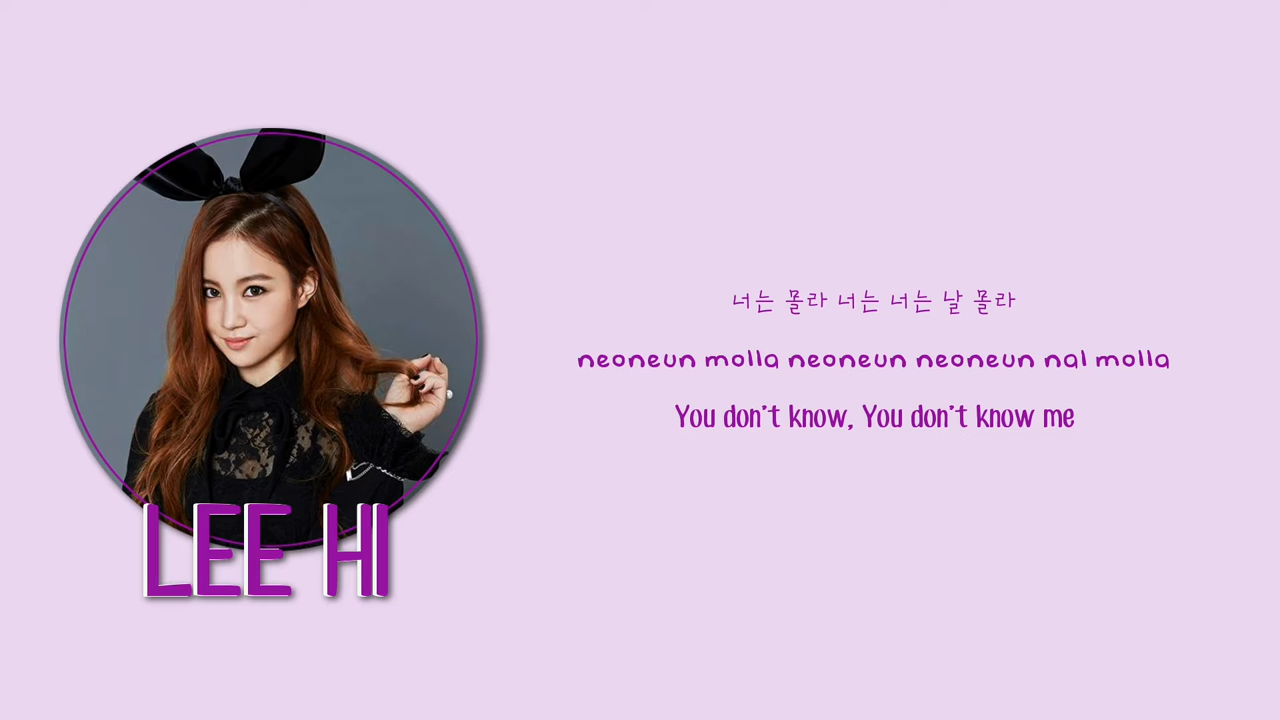 너는 몰라 너는 너는 날 몰라
neoneun molla neoneun neoneun nal molla
You don't know, You don't know me
LEE HI